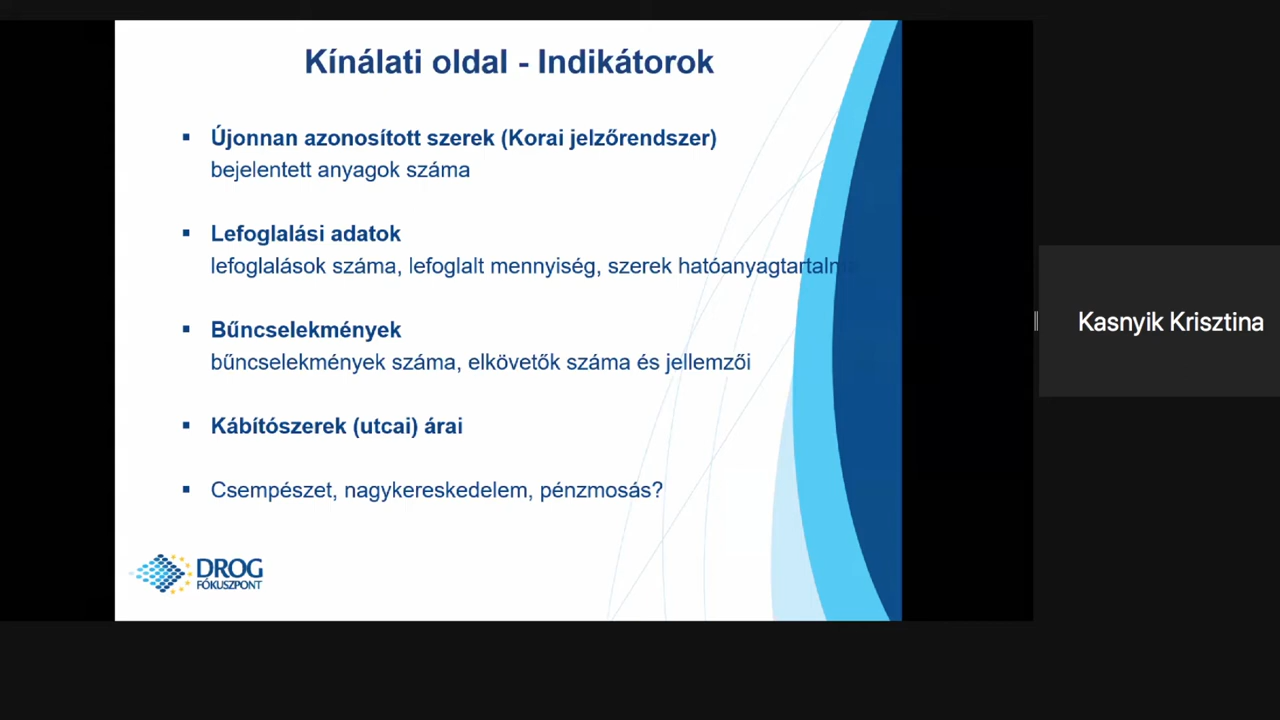 Kínálati oldal - Indikátorok
Újonnan azonosított szerek (Korai jelzőrendszer)
bejelentett anyagok száma
Lefoglalási adatok
lefoglalások száma, lefoglalt mennyiség, szerek hatóanyagtartalma
Bűncselekmények
bűncselekmények száma, elkövetők száma és jellemzői
Kábítószerek (utcai) árai
Csempészet, nagykereskedelem, pénzmosás?
DROG
FÓKUSZPONT
Kasnyik Krisztina